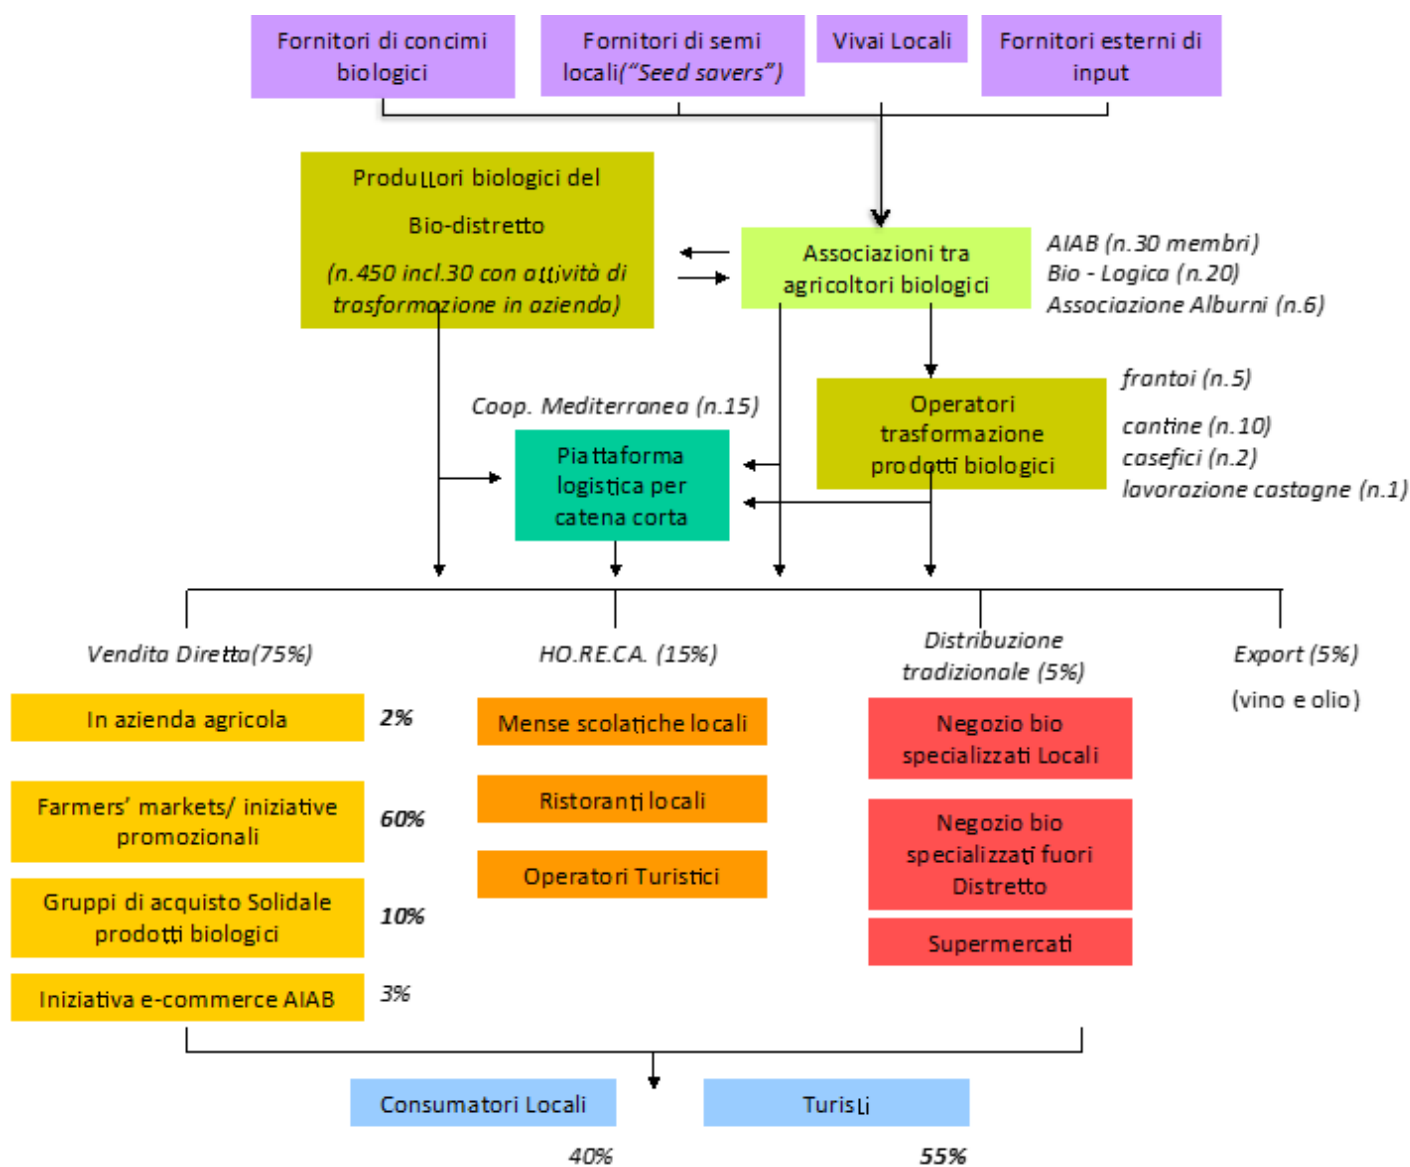 Fornitori di concimi
biologici
Fornitori di semi
locali("Seed savers")
Vivai Locali
Fornitori esterni di
input
Produttori biologici del
Bio-distretto
(n.450 incl.30 con attività di
trasformazione in azienda)
Associazioni tra
agricoltori biologici
AIAB (n.30 membri)
Bio - Logica (n.20)
Associazione Alburni (n.6)
Coop. Mediterranea (n.15)
Piattaforma
logistica per
catena corta
Operatori
trasformazione
prodotti biologici
frantoi (n.5)
cantine (n.10)
casefici (n.2)
lavorazione castagne (n.1)
Vendita Diretta(75%)
HO.RE.CA. (15%)
Distribuzione
tradizionale (5%)
Export (5%)
(vino e olio)
In azienda agricola
2%
Farmers' markets/ iniziative
promozionali
60%
Gruppi di acquisto Solidale
prodotti biologici
10%
Iniziativa e-commerce AIAB
3%
Mense scolatiche locali
Ristoranti locali
Operatori Turistici
Negozio bio
specializzati Locali
Negozio bio
specializzati fuori
Distretto
Supermercati
Consumatori Locali
Turisti
40%
55%